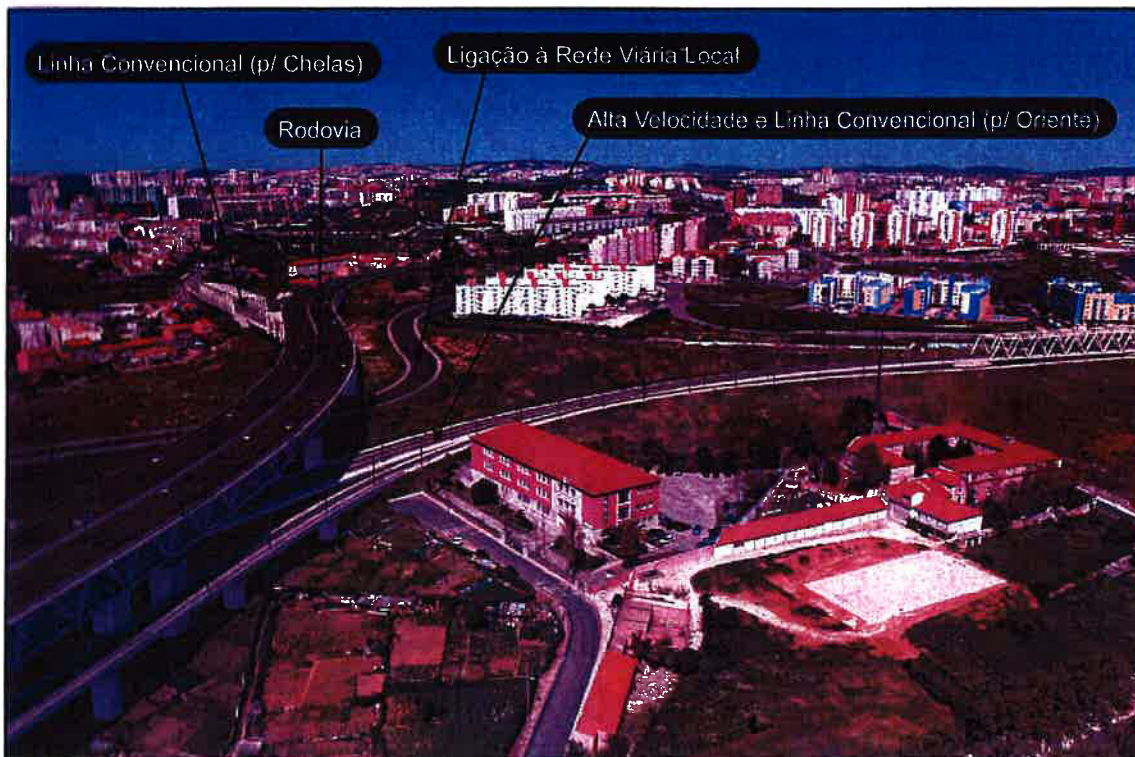 Linha Convencional (p/ Chelas)
Ligação à Rede Viária Local
Rodovia
Alta Velocidade e Linha Convencional (p/ Oriente)